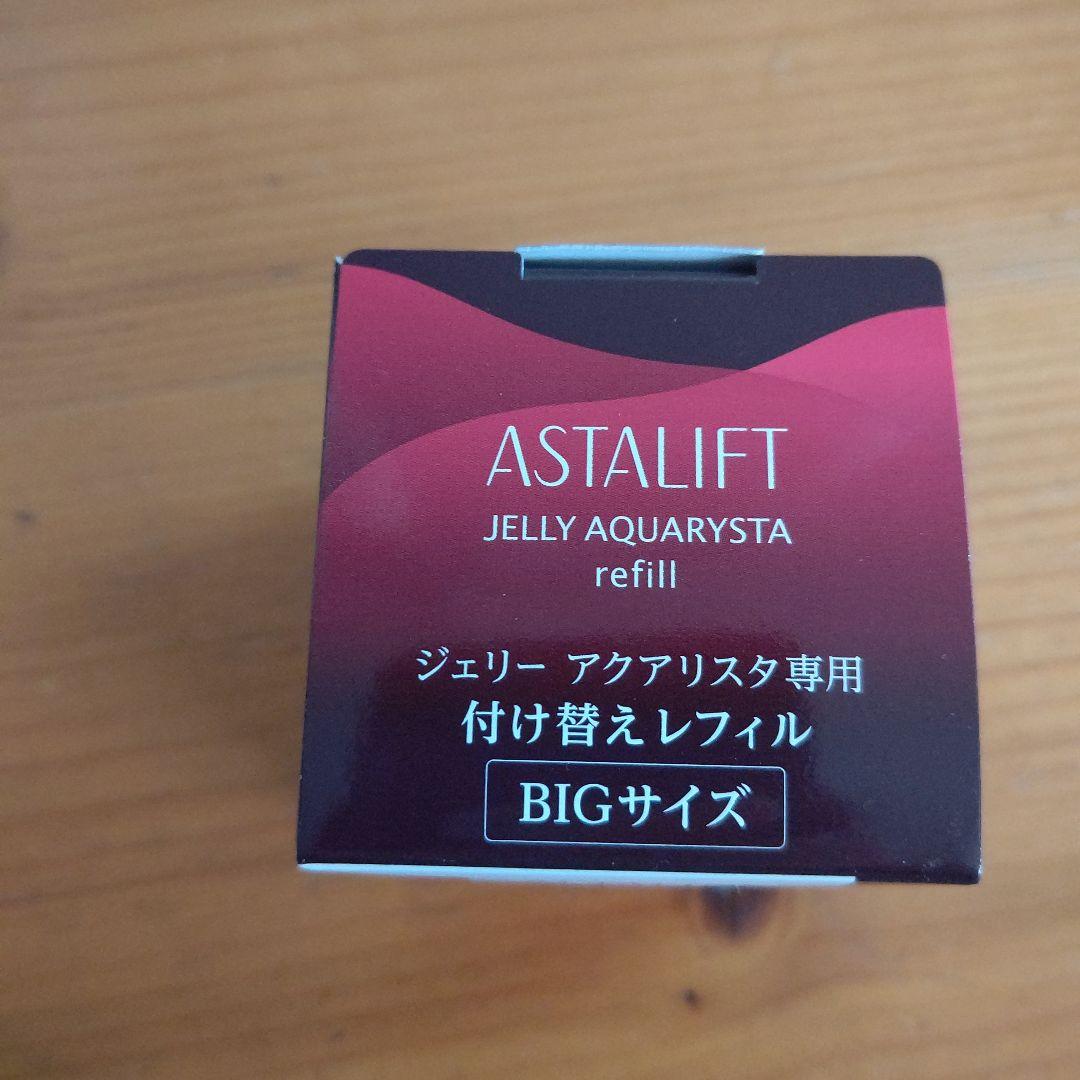 ASTALIFT
JELLY AQUARYSTA
refill
ジェリー アクアリスタ専用
付け替えレフィル
BIGサイズ